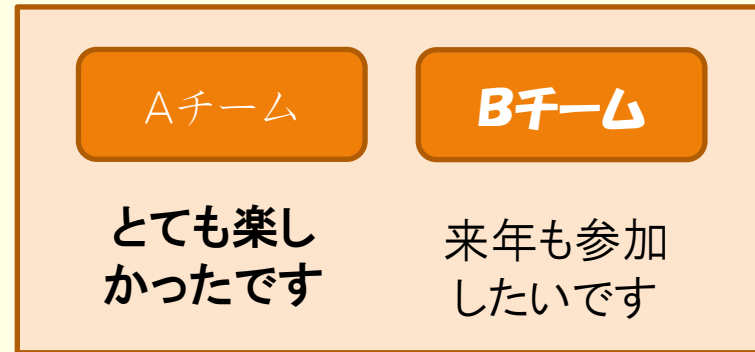 Aチーム
とても楽し
かったです
Bチーム
来年も参加
したいです